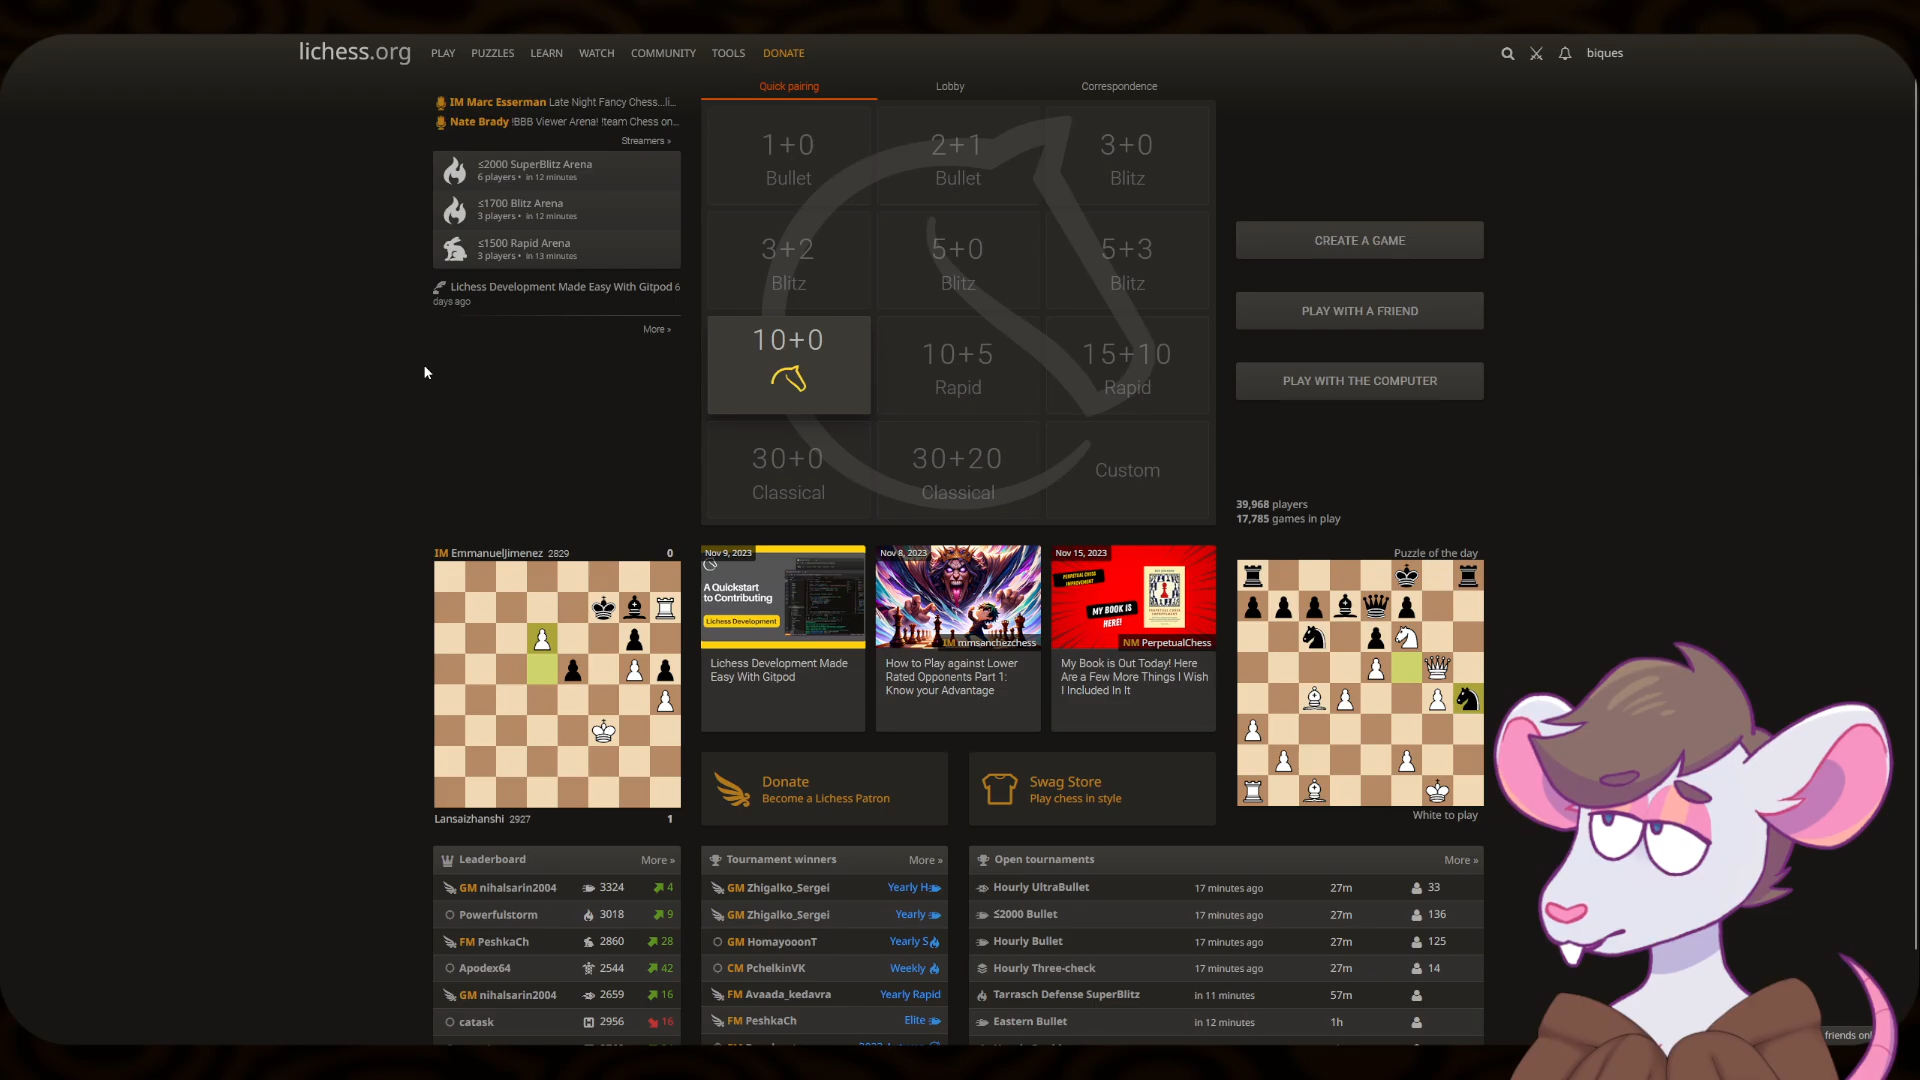 lichess.org PLAY PUZZLES LEARN WATCH COMMUNITY TOOLS DONATE biques
Quick pairing Lobby Correspondence
IM Marc Esserman Late Night Fancy Chess...li...
Nate Brady !BBB Viewer Arena! !team Chess on...
Streamers »
≤2000 SuperBlitz Arena
6 players • in 12 minutes
≤1700 Blitz Arena
3 players • in 12 minutes
≤1500 Rapid Arena
3 players • in 13 minutes
Lichess Development Made Easy With Gitpod 6
days ago
More »
1+0 2+1 3+0
Bullet Bullet Blitz
3+2 5+0 5+3
Blitz Blitz Blitz
10+0 10+5 15+10
Rapid Rapid
30+0 30+20 Custom
Classical Classical
CREATE A GAME
PLAY WITH A FRIEND
PLAY WITH THE COMPUTER
39,968 players
17,785 games in play
IM EmmanuelJimenez 2829 0
Lansaizhanshi 2927 1
Nov 9, 2023
A Quickstart
to Contributing
Lichess Development
Lichess Development Made
Easy With Gitpod
Nov 8, 2023
IM mmsanchezchess
How to Play against Lower
Rated Opponents Part 1:
Know your Advantage
Nov 15, 2023
PERPETUAL CHESS
IMPROVEMENT
MY BOOK IS
HERE!
NM PerpetualChess
My Book is Out Today! Here
Are a Few More Things I Wish
I Included In It
Donate
Become a Lichess Patron
Swag Store
Play chess in style
Puzzle of the day
White to play
Leaderboard More »
GM nihalsarin2004 3324 4
Powerfulstorm 3018 9
FM PeshkaCh 2860 28
Apodex64 2544 42
GM nihalsarin2004 2659 16
catask 2956 16
Tournament winners More »
GM Zhigalko_Sergei Yearly H
GM Zhigalko_Sergei Yearly
GM HomayooonT Yearly S
CM PchelkinVK Weekly
FM Avaada_kedavra Yearly Rapid
FM PeshkaCh Elite
Open tournaments More »
Hourly UltraBullet 17 minutes ago 27m 33
≤2000 Bullet 17 minutes ago 27m 136
Hourly Bullet 17 minutes ago 27m 125
Hourly Three-check 17 minutes ago 27m 14
Tarrasch Defense SuperBlitz in 11 minutes 57m
Eastern Bullet in 12 minutes 1h
friends onl